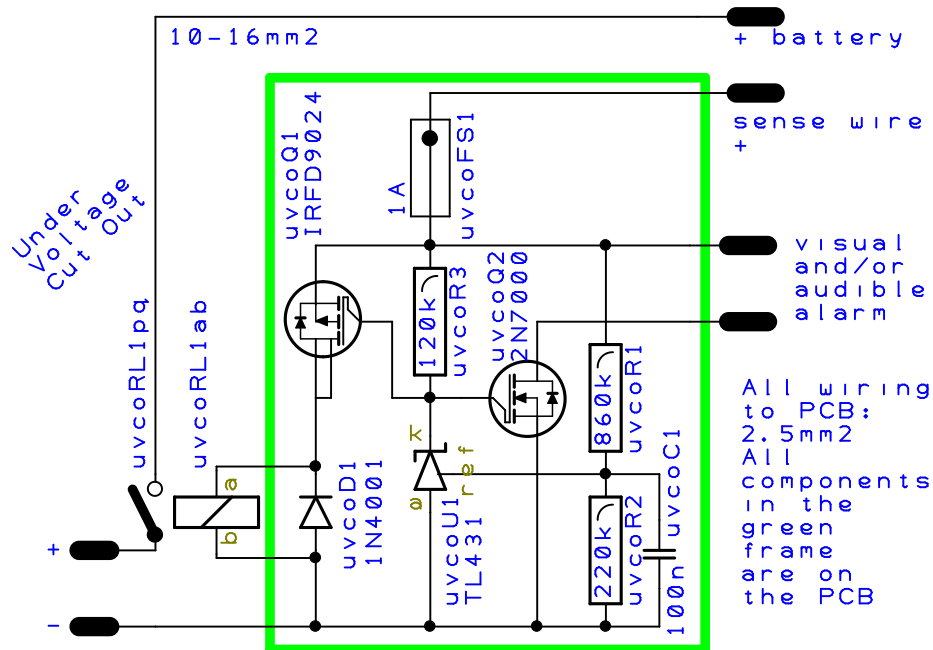 10-16mm2
+ battery
sense wire
+
uvcoQ1
IRFD9024
1A
uvcoFS1
Under
Voltage
Cut Out
visual
and/or
audible
alarm
120k
uvcoR3
uvcoQ2
2N7000
860k
uvcoR1
uvcoRL1pq
uvcoRL1ab
All wiring
to PCB:
2.5mm2
All
components
in the
green
frame
are on
the PCB
k
ref
a
a
b
uvcoD1
1N4001
uvcoU1
TL431
220k
uvcoR2
100n
uvcoC1
+
-